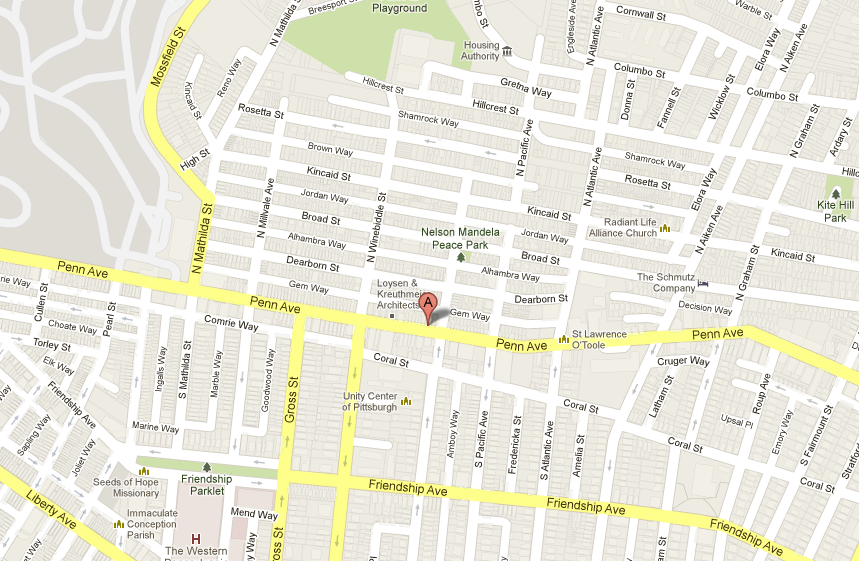 Breesport St
Playground
N Mathilda St
Mossfield St
Reno Way
Kincaid St
Housing
Authority
Engleside Ave
N Atlantic Ave
Cornwall St
Warble St
Elora Way
N Aiken Ave
Columbo St
Columbo St
Gretna Way
Hillcrest St
Hillcrest St
Donna St
Fannell St
Wicklow St
N Graham St
Ardary St
Rosetta St
Shamrock Way
N Pacific Ave
Brown Way
High St
Kincaid St
Shamrock Way
Rosetta St
N Atlantic Ave
Elora Way
Jordan Way
N Millvale Ave
N Winebiddle St
Broad St
Kincaid St
Kite Hill
Park
N Mathilda St
Alhambra Way
Nelson Mandela
Peace Park
Jordan Way
Radiant Life
Alliance Church
N Aiken Ave
Dearborn St
Broad St
Kincaid St
Penn Ave
Gem Way
Alhambra Way
The Schmutz
Company
N Graham St
Loysen &
Kreuthmeier
Architects
A
Dearborn St
Decision Way
Cullen St
Pearl St
Penn Ave
Gem Way
Choate Way
Comrie Way
Penn Ave
St Lawrence
O'Toole
Penn Ave
Torley St
Elk Way
Coral St
Cruger Way
Ingalls Way
S Mathilda St
Marble Way
Goodwood Way
Gross St
Latham St
Roup Ave
Friendship Ave
Unity Center
of Pittsburgh
Coral St
Upsal Pl
Emory Way
S Fairmount St
Sapling Way
Marine Way
Amboy Way
S Pacific Ave
Fredericka St
S Atlantic Ave
Amelia St
Coral St
Joliet Way
Coral St
Seeds of Hope
Missionary
Friendship
Parklet
Friendship Ave
Friendship Ave
Liberty Ave
Immaculate
Conception
Parish
Mend Way
Friendship Ave
H
The Western